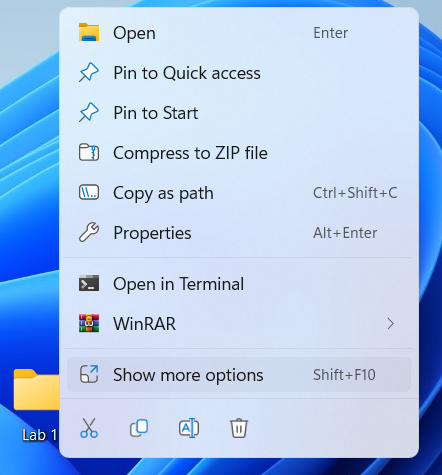 Open Enter
Pin to Quick access
Pin to Start
Compress to ZIP file
Copy as path Ctrl+Shift+C
Properties Alt+Enter
Open in Terminal
WinRAR
Show more options Shift+F10
Lab 1